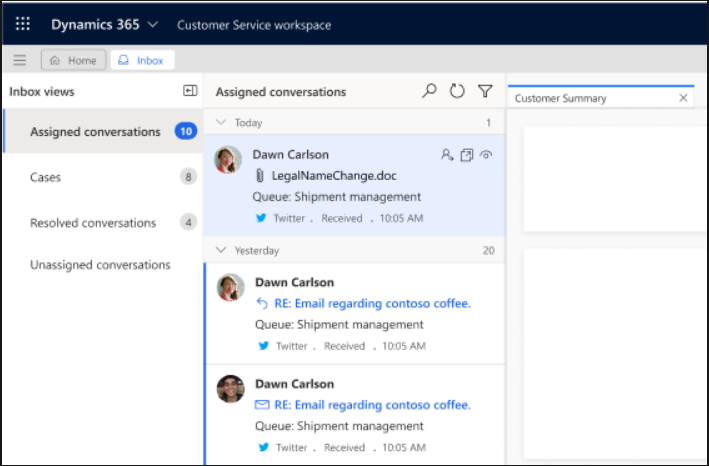 Dynamics 365 Customer Service workspace
Home Inbox
Inbox views
Assigned conversations 10
Cases 8
Resolved conversations 4
Unassigned conversations
Assigned conversations
Today 1
Dawn Carlson
LegalNameChange.doc
Queue: Shipment management
Twitter . Received . 10:05 AM
Yesterday 20
Dawn Carlson
RE: Email regarding contoso coffee.
Queue: Shipment management
Twitter . Received . 10:05 AM
Dawn Carlson
RE: Email regarding contoso coffee.
Queue: Shipment management
Twitter . Received . 10:05 AM
Customer Summary